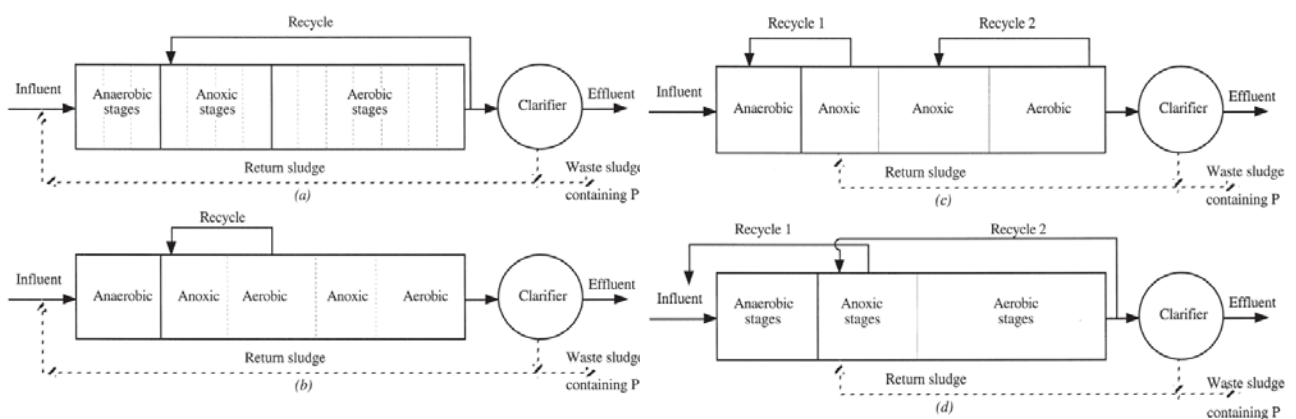 Recycle
Influent
Anaerobic
stages
Anoxic
stages
Aerobic
stages
Clarifier
Effluent
Return sludge
Waste sludge
containing P
(a)
Recycle
Influent
Anaerobic
Anoxic
Aerobic
Anoxic
Aerobic
Clarifier
Effluent
Return sludge
Waste sludge
containing P
(b)
Recycle 1
Recycle 2
Influent
Anaerobic
Anoxic
Anoxic
Aerobic
Clarifier
Effluent
Return sludge
Waste sludge
containing P
(c)
Recycle 1
Recycle 2
Influent
Anaerobic
stages
Anoxic
stages
Aerobic
stages
Clarifier
Effluent
Return sludge
Waste sludge
containing P
(d)